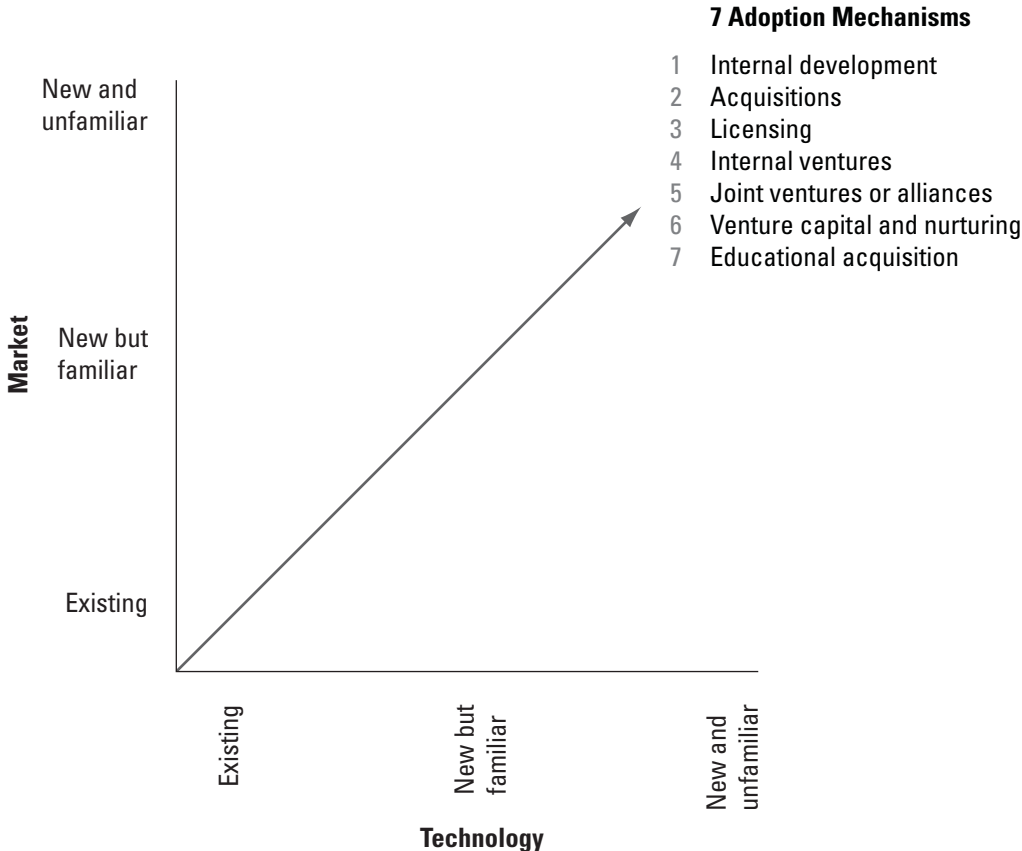 7 Adoption Mechanisms
1 Internal development
2 Acquisitions
3 Licensing
4 Internal ventures
5 Joint ventures or alliances
6 Venture capital and nurturing
7 Educational acquisition
Market
New and
unfamiliar
New but
familiar
Existing
Existing
New but
familiar
New and
unfamiliar
Technology